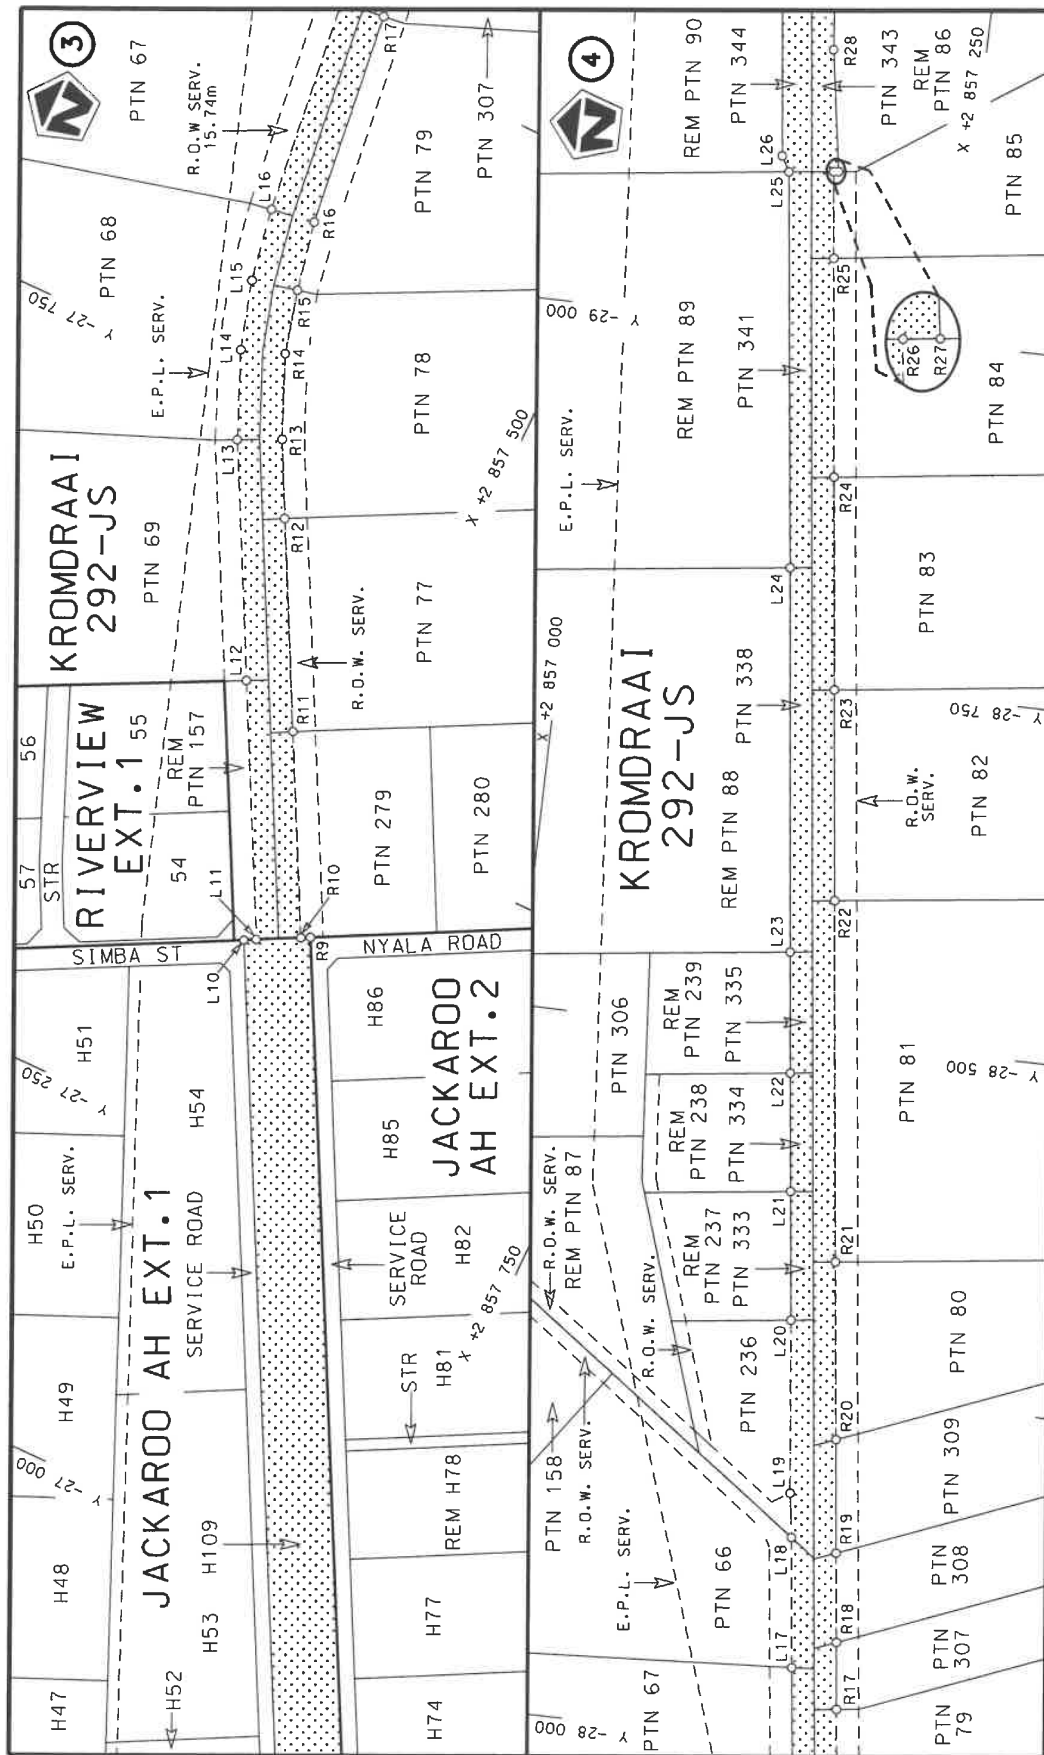 3
N
PTN 67
R.O.W SERV.
15.74m
R17
PTN 307
PTN 79
L16
R16
PTN 68
L15
R15
Y -27 750
E.P.L. SERV.
L14
R14
PTN 78
L13
R13
X +2 857 500
KROMDRAAI
292-JS
PTN 69
R12
PTN 77
R.O.W. SERV.
L12
R11
56
55
RIVERVIEW
EXT.1
REM
PTN 157
57
STR
54
L11
R10
PTN 279
PTN 280
SIMBA ST
L10
R9
NYALA ROAD
H51
Y -27 250
H54
H86
JACKAROO
AH EXT.2
H85
H50
E.P.L. SERV.
SERVICE ROAD
JACKAROO AH EXT.1
SERVICE
ROAD
H82
X +2 857 750
H49
STR
H81
Y -27 000
H109
REM H78
H48
H53
H77
H47
H52
H74
4
N
REM PTN 90
PTN 344
R28
PTN 343
REM
PTN 86
X +2 857 250
L26
L25
PTN 85
R25
Y -29 000
REM PTN 89
PTN 341
R26
R27
PTN 84
E.P.L. SERV.
R24
L24
PTN 83
X +2 857 000
KROMDRAAI
292-JS
PTN 338
REM PTN 88
R23
Y -28 750
R.O.W.
SERV.
PTN 82
L23
R22
PTN 306
REM
PTN 239
PTN 335
L22
Y -28 500
PTN 81
REM
PTN 238
PTN 334
R.O.W. SERV.
REM PTN 87
L21
R21
REM
PTN 237
PTN 333
R.O.W. SERV.
L20
PTN 80
PTN 236
PTN 158
R.O.W. SERV.
R20
PTN 309
L19
E.P.L. SERV.
L18
R19
PTN 66
PTN
308
L17
R18
PTN
307
PTN 67
Y -28 000
R17
PTN
79